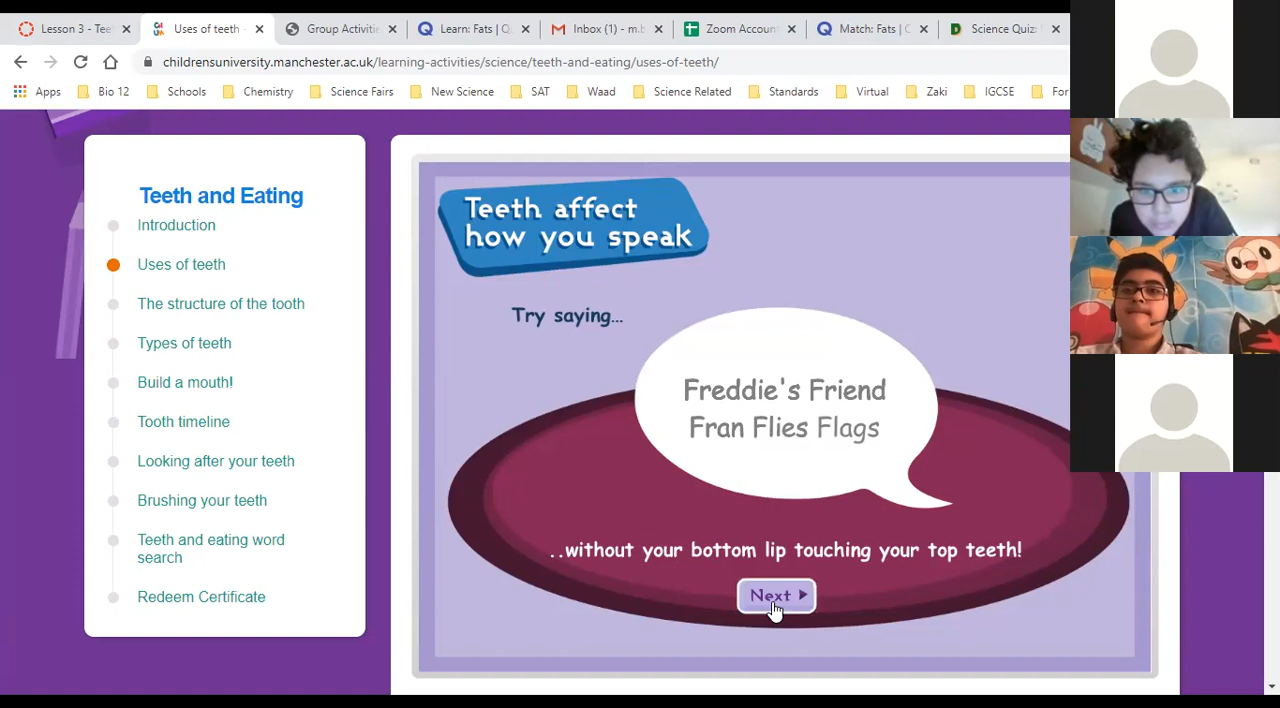 Lesson 3 - Tee
Uses of teeth
Group Activitie
Learn: Fats | Q
Inbox (1) - m.b
Zoom Accoun
Match: Fats | C
Science Quiz:
childrensuniversity.manchester.ac.uk/learning-activities/science/teeth-and-eating/uses-of-teeth/
Apps
Bio 12
Schools
Chemistry
Science Fairs
New Science
SAT
Waad
Science Related
Standards
Virtual
Zaki
IGCSE
For
Teeth and Eating
Introduction
Uses of teeth
The structure of the tooth
Types of teeth
Build a mouth!
Tooth timeline
Looking after your teeth
Brushing your teeth
Teeth and eating word
search
Redeem Certificate
Teeth affect
how you speak
Try saying...
Freddie's Friend
Fran Flies Flags
..without your bottom lip touching your top teeth!
Next